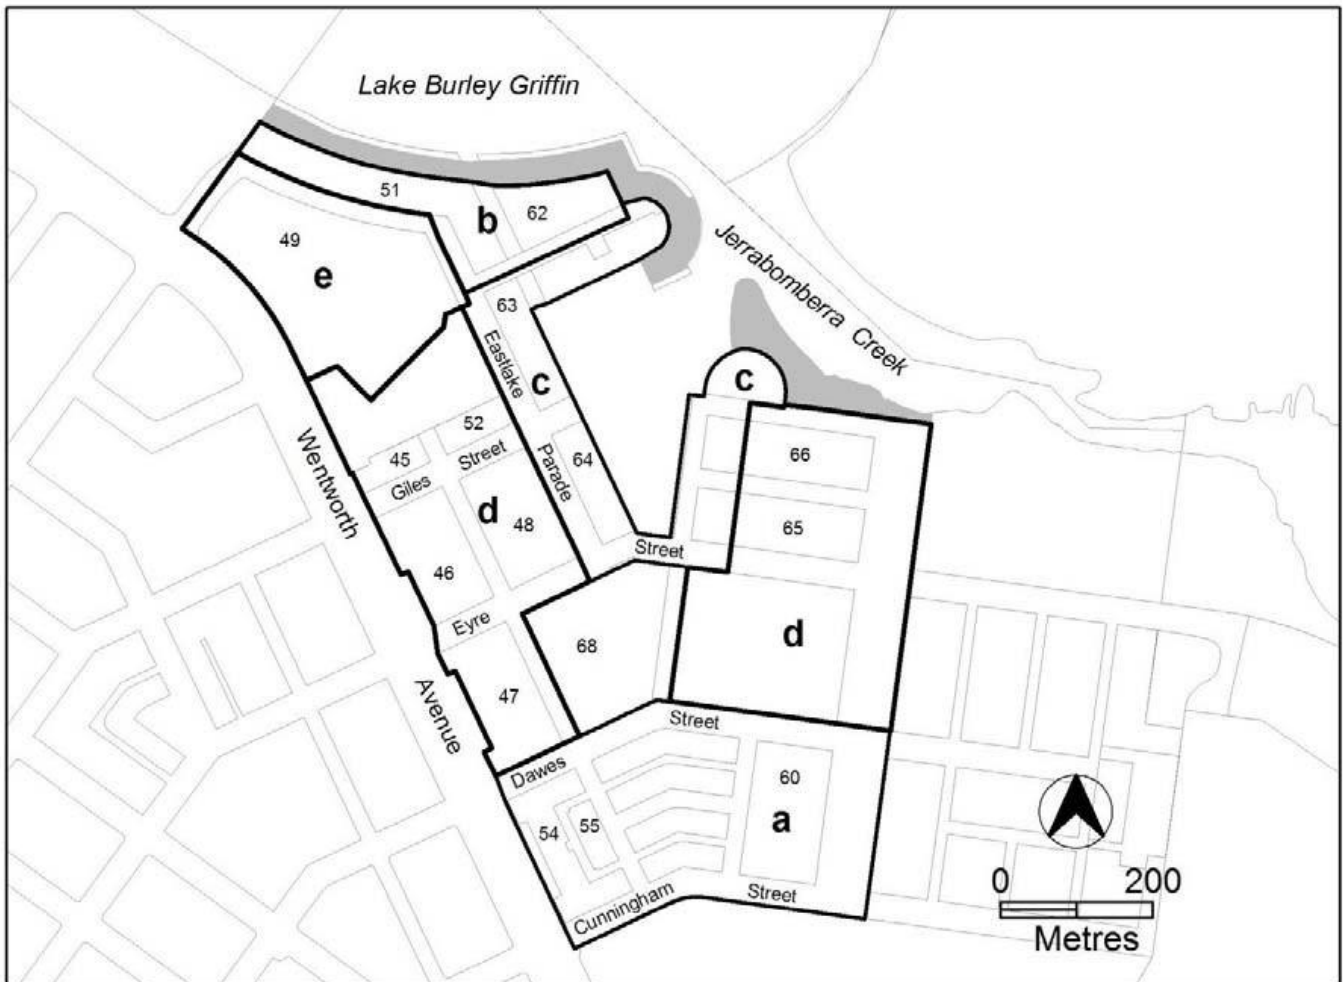 Lake Burley Griffin
51
b
62
49
e
Jerrabomberra Creek
63
Eastlake
c
c
52
Wentworth
45
Street
Parade
64
66
Giles
d
48
65
Street
46
Eyre
68
d
47
Avenue
Street
Dawes
60
54
55
a
Cunningham
Street
0 200
Metres